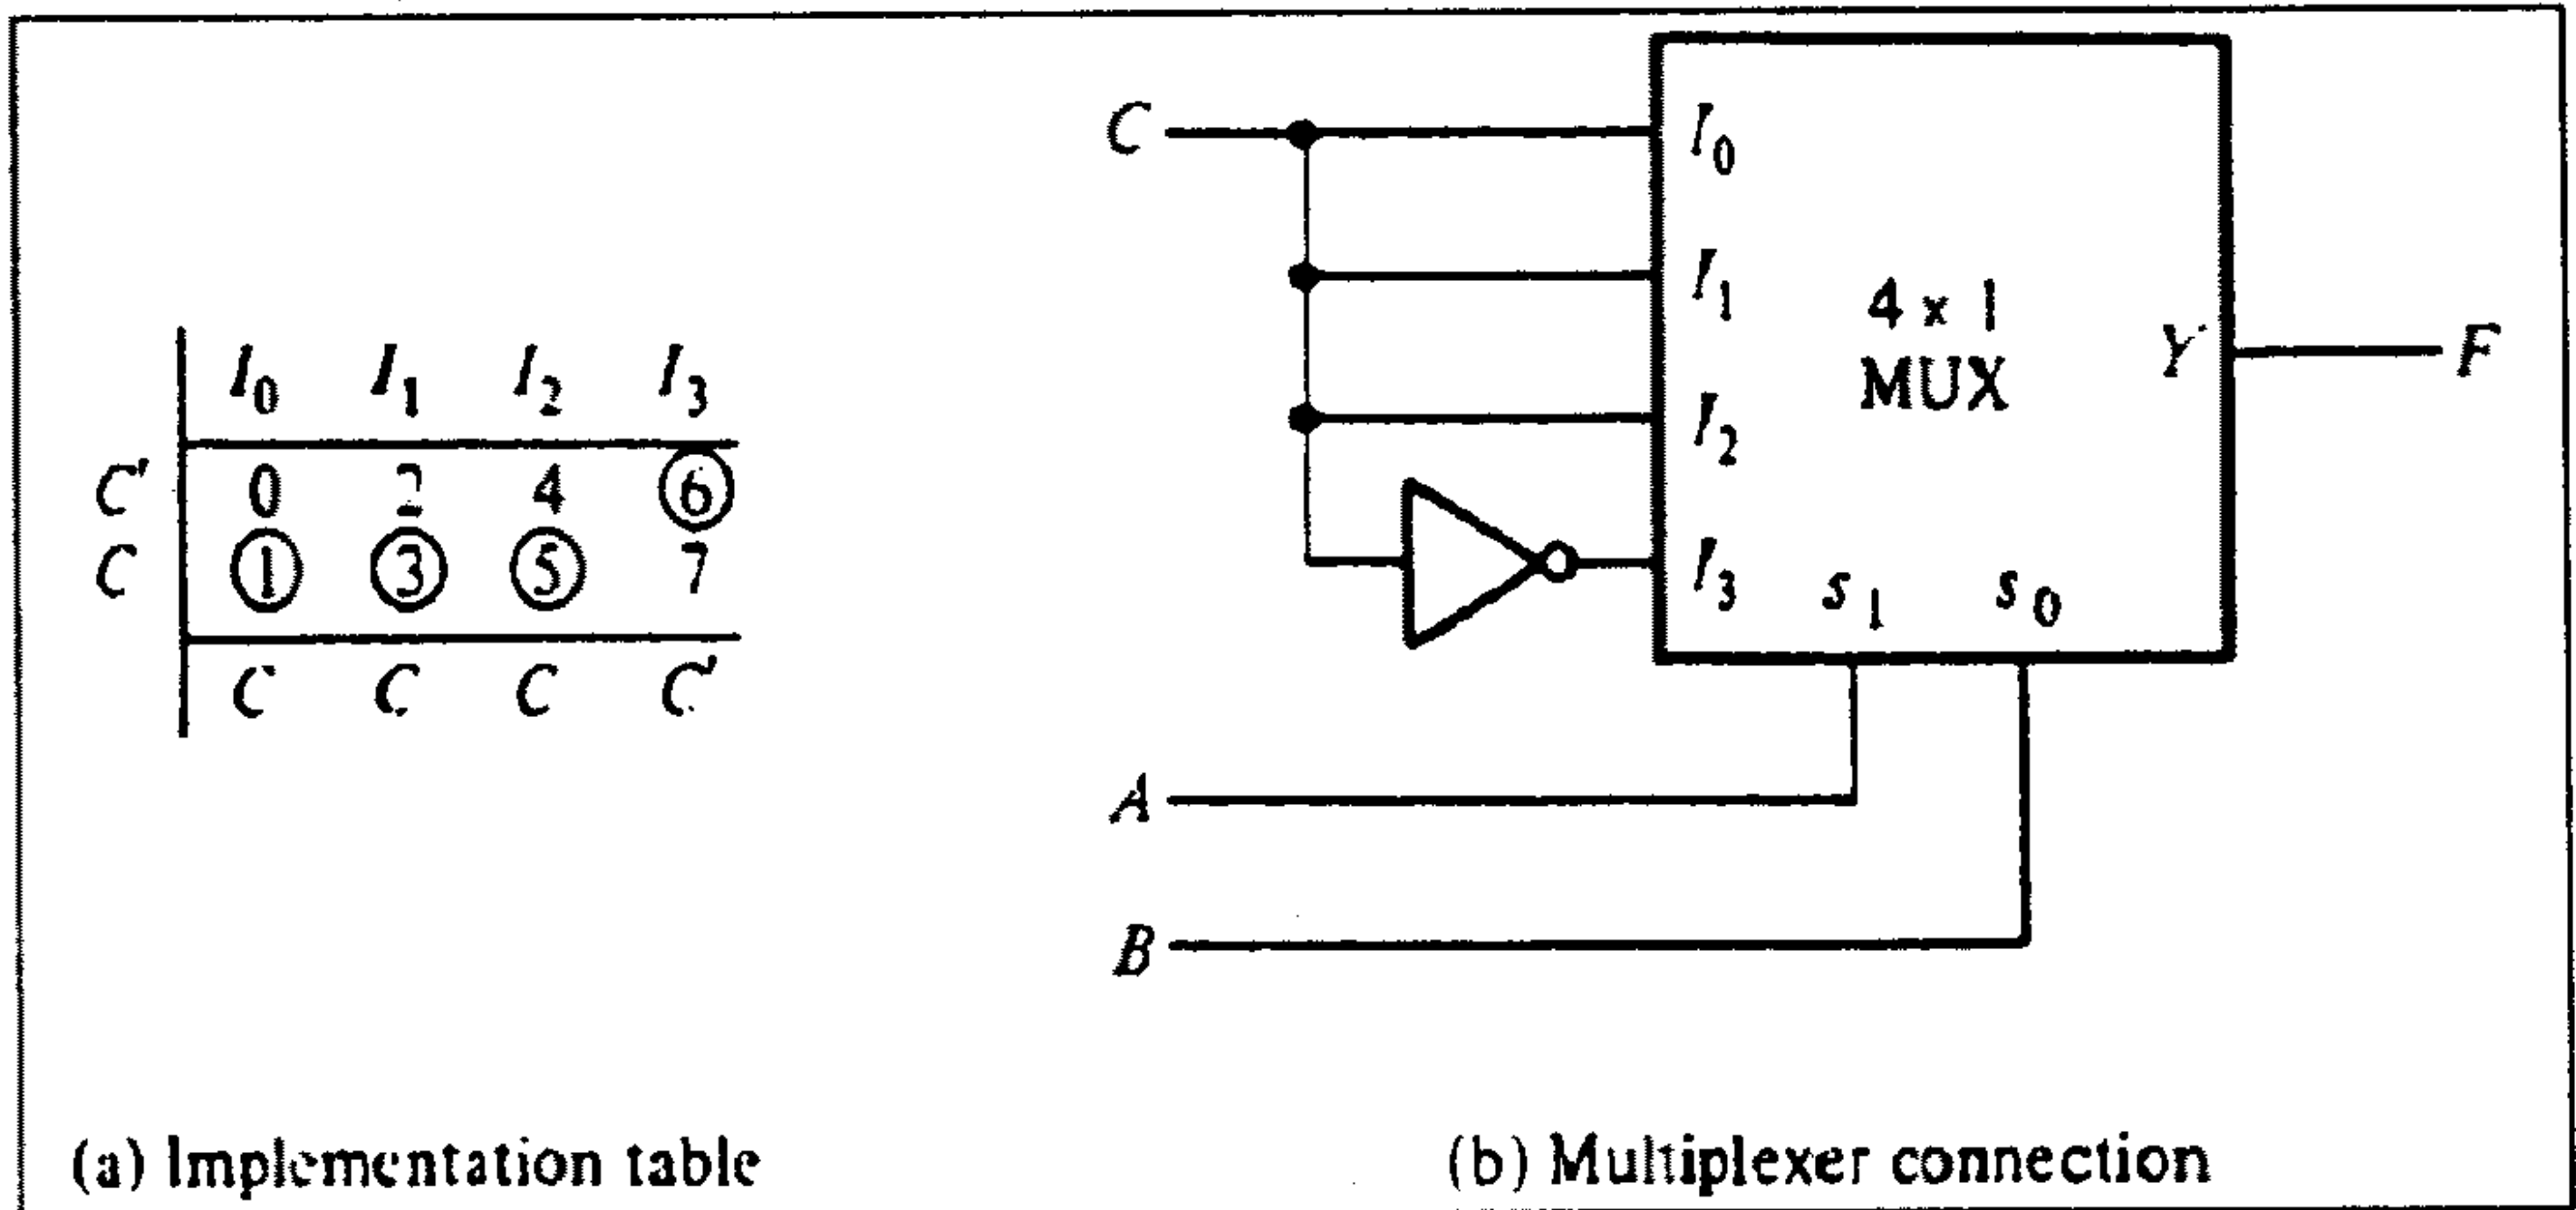 I0 I1 I2 I3
C' 0 2 4 6
C 1 3 5 7
C C C C'
(a) Implementation table
C
I0
I1
I2
I3
4 x 1
MUX
Y
F
s1 s0
A
B
(b) Multiplexer connection